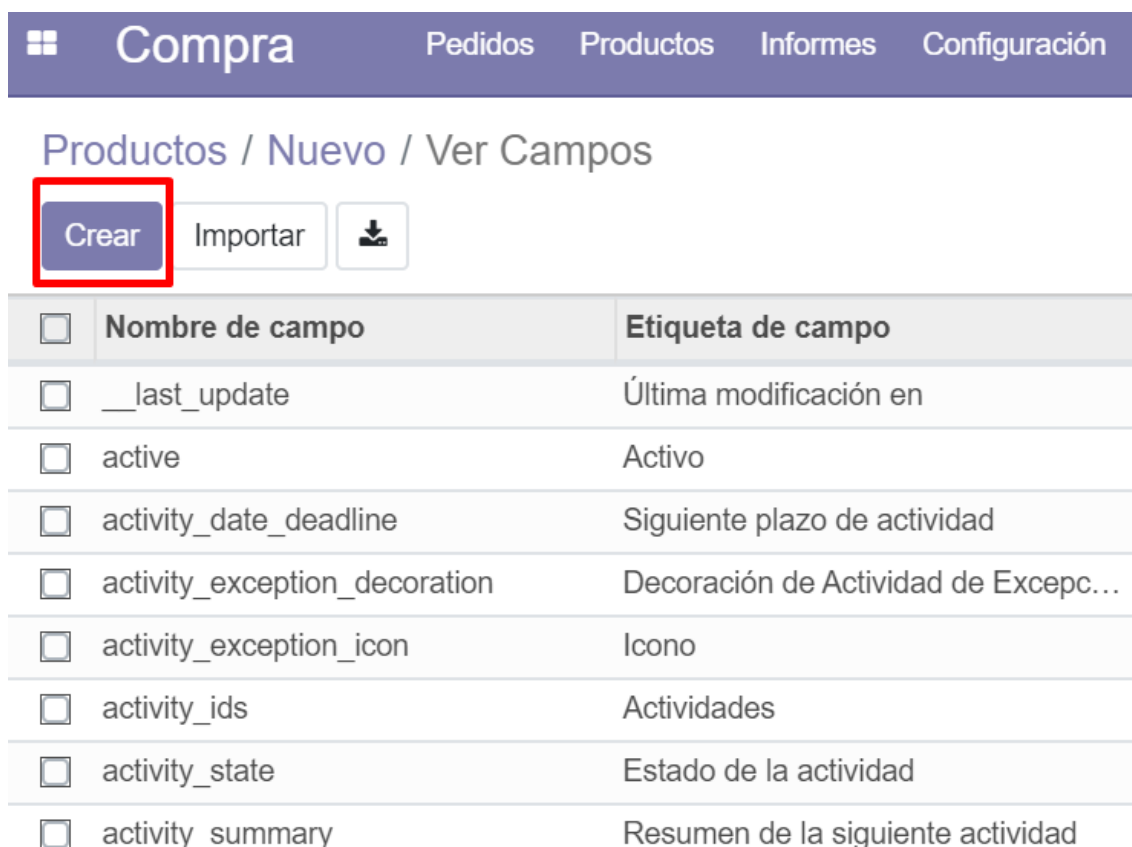 Compra Pedidos Productos Informes Configuración
Productos / Nuevo / Ver Campos
Crear Importar
Nombre de campo Etiqueta de campo
__last_update Última modificación en
active Activo
activity_date_deadline Siguiente plazo de actividad
activity_exception_decoration Decoración de Actividad de Excepc...
activity_exception_icon Icono
activity_ids Actividades
activity_state Estado de la actividad
activity_summary Resumen de la siguiente actividad